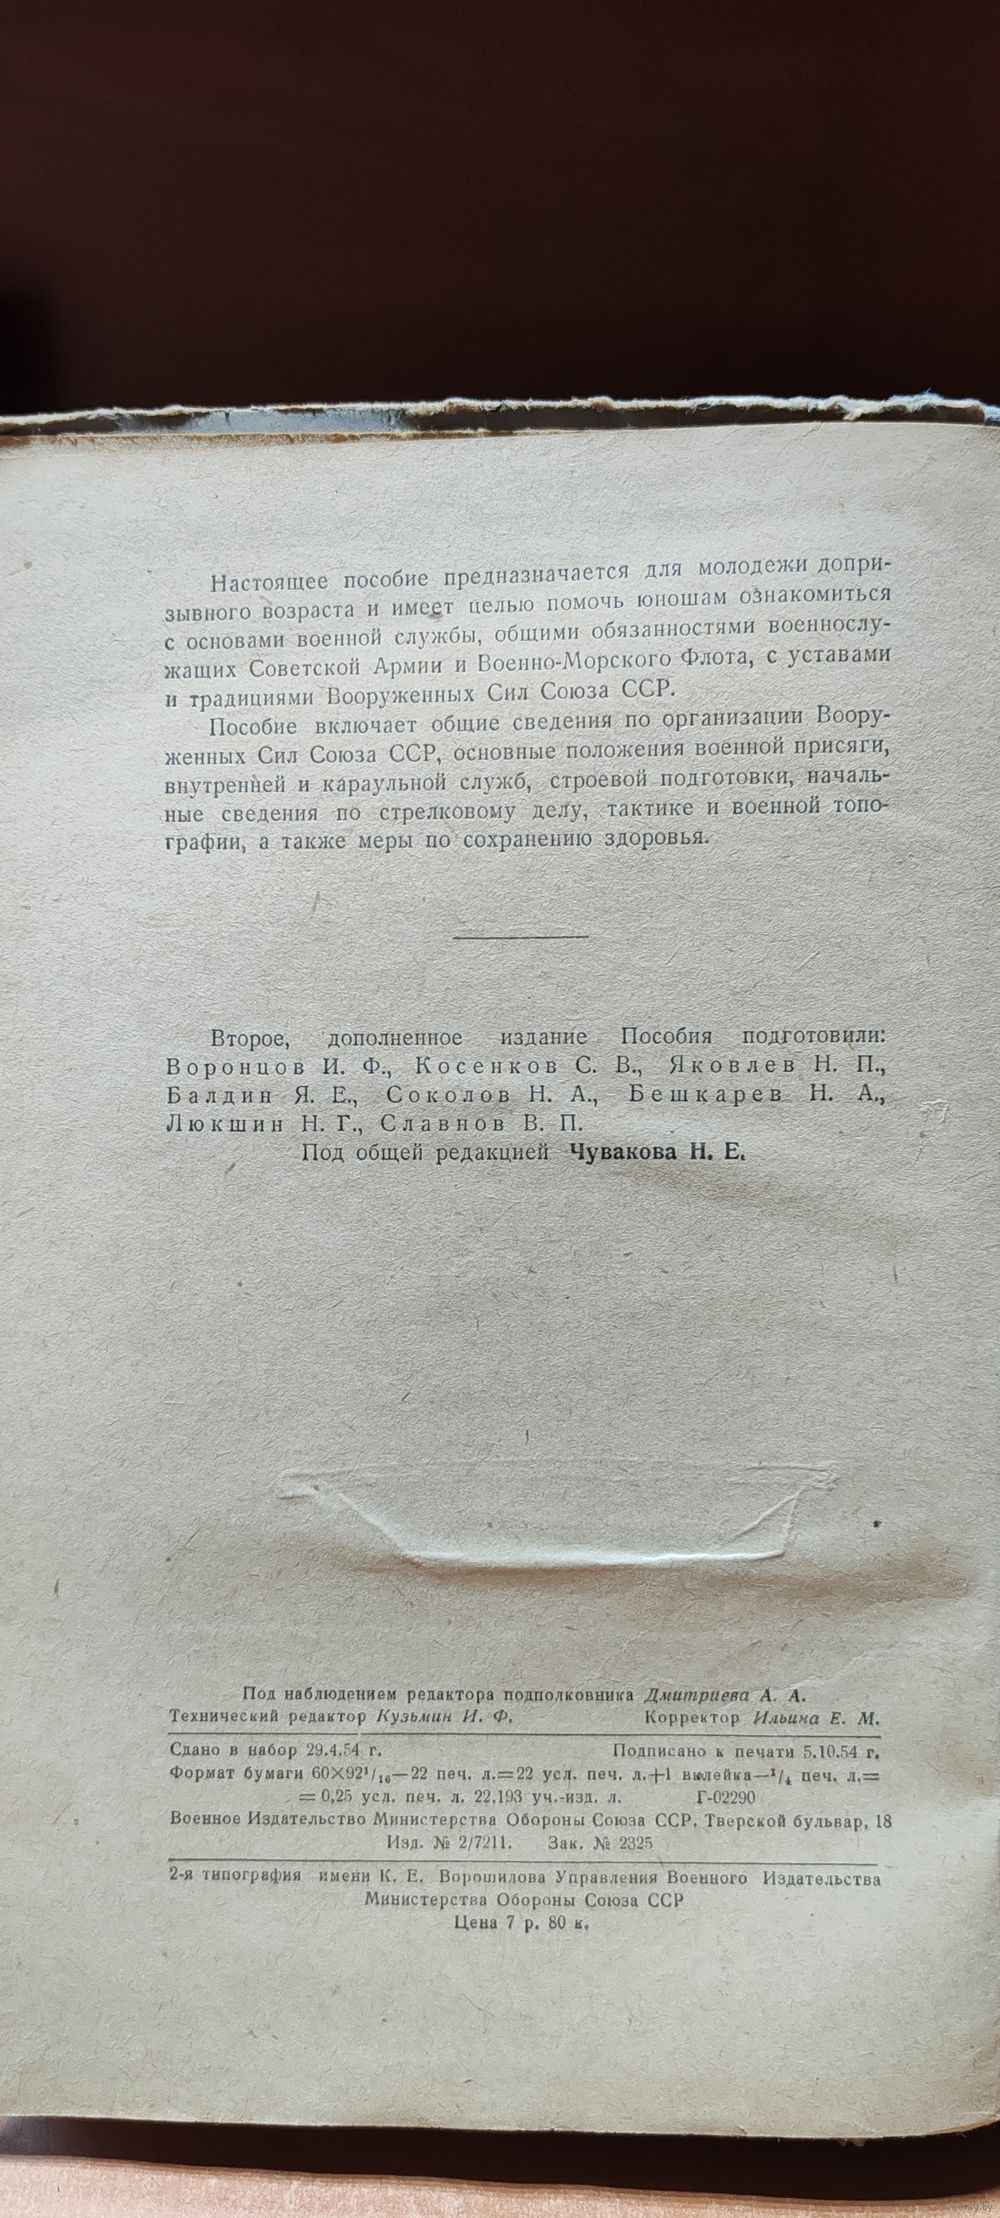 Настоящее пособие предназначается для молодежи допри-
зывного возраста и имеет целью помочь юношам ознакомиться
с основами военной службы, общими обязанностями военнослу-
жащих Советской Армии и Военно-Морского Флота, с уставами
и традициями Вооруженных Сил Союза ССР.
Пособие включает общие сведения по организации Воору-
женных Сил Союза ССР, основные положения военной присяги,
внутренней и караульной служб, строевой подготовки, началь-
ные сведения по стрелковому делу, тактике и военной топо-
графии, а также меры по сохранению здоровья.
Второе, дополненное издание Пособия подготовили:
Воронцов И. Ф., Косенков С. В., Яковлев Н. П.,
Балдин Я. Е., Соколов Н. А., Бешкарев Н. А.,
Люкшин Н. Г., Славнов В. П.
Под общей редакцией Чувакова Н. Е.
Под наблюдением редактора подполковника Дмитриева А. А.
Технический редактор Кузьмин И. Ф. Корректор Ильина Е. М.
Сдано в набор 29.4.54 г. Подписано к печати 5.10.54 г.
Формат бумаги 60×92¹/₁₆—22 печ. л.=22 усл. печ. л.+1 вклейка—¹/₄ печ. л.=
= 0,25 усл. печ. л. 22,193 уч.-изд. л. Г-02290
Военное Издательство Министерства Обороны Союза ССР. Тверской бульвар, 18
Изд. № 2/7211. Зак. № 2325
2-я типография имени К. Е. Ворошилова Управления Военного Издательства
Министерства Обороны Союза ССР
Цена 7 р. 80 к.